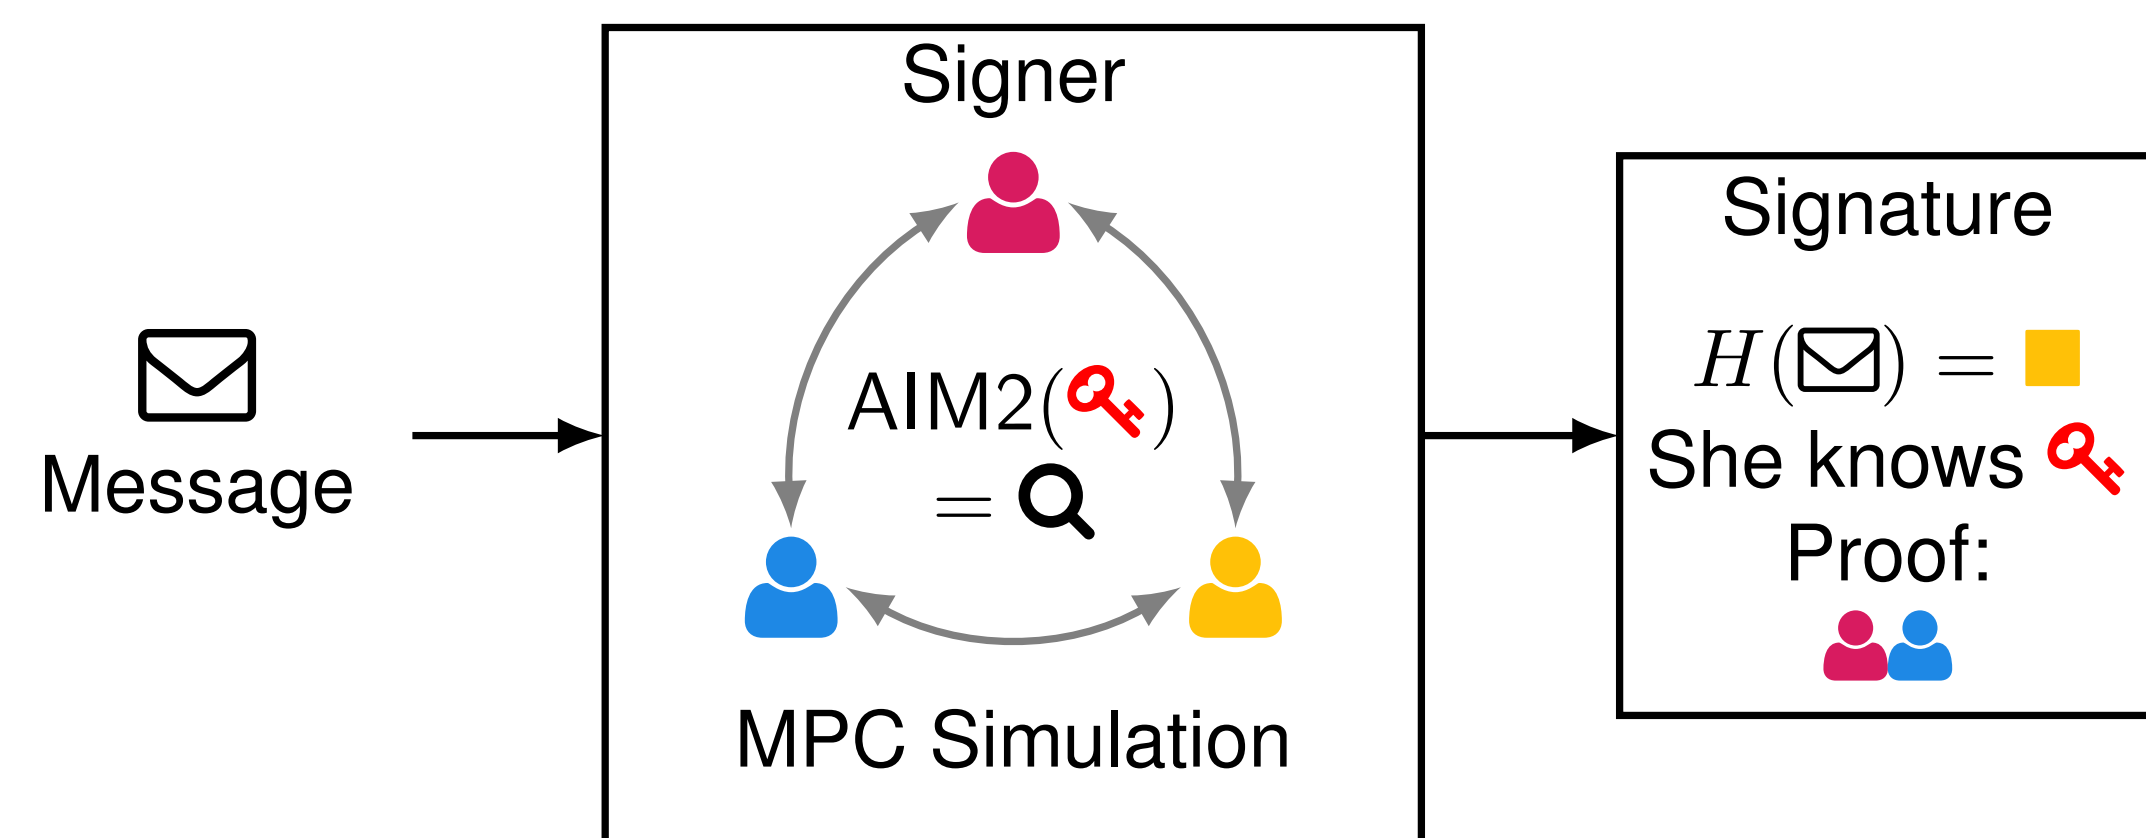 Message
Signer
AIM2( )
=
MPC Simulation
Signature
H( ) =
She knows
Proof: